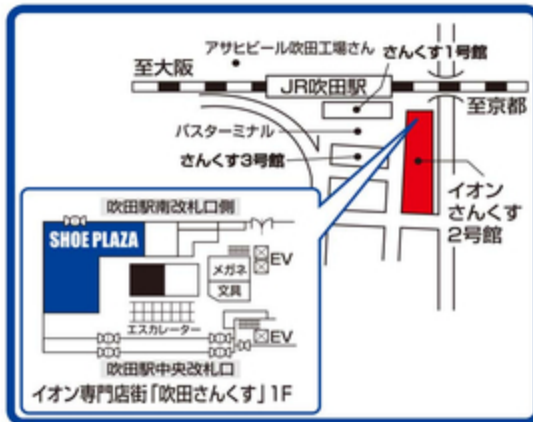 アサヒビール吹田工場さん
さんくす1号館
至大阪
JR吹田駅
至京都
バスターミナル
さんくす3号館
イオン
さんくす
2号館
吹田駅南改札口側
SHOE PLAZA
EV
メガネ
文具
エスカレーター
EV
吹田駅中央改札口
イオン専門店街「吹田さんくす」1F